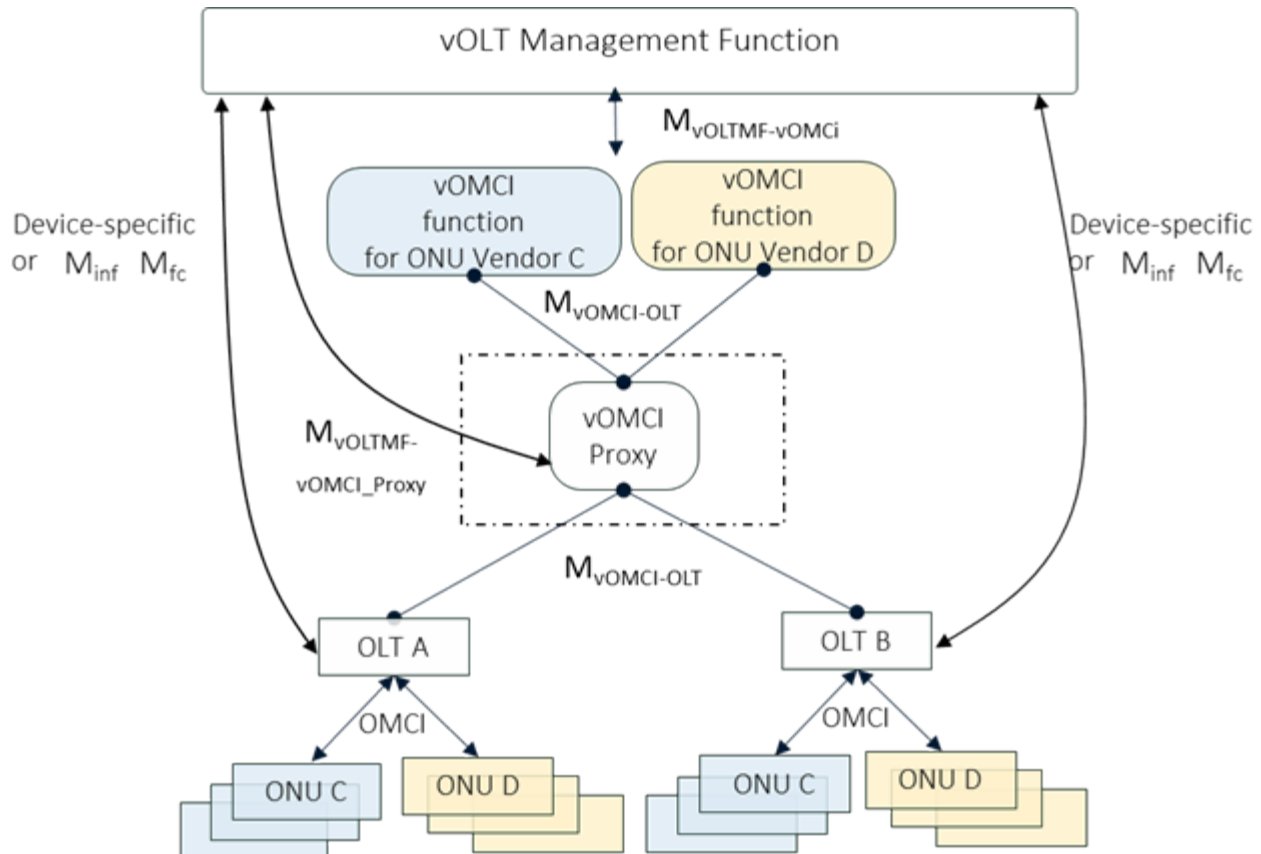 vOLT Management Function
MvOLTMF-vOMCi
vOMCI
function
for ONU Vendor C
vOMCI
function
for ONU Vendor D
Device-specific
or Minf Mfc
Device-specific
or Minf Mfc
MvOMCI-OLT
vOMCI
Proxy
MvOLTMF-
vOMCI_Proxy
MvOMCI-OLT
OLT A
OLT B
OMCI
OMCI
ONU C
ONU D
ONU C
ONU D